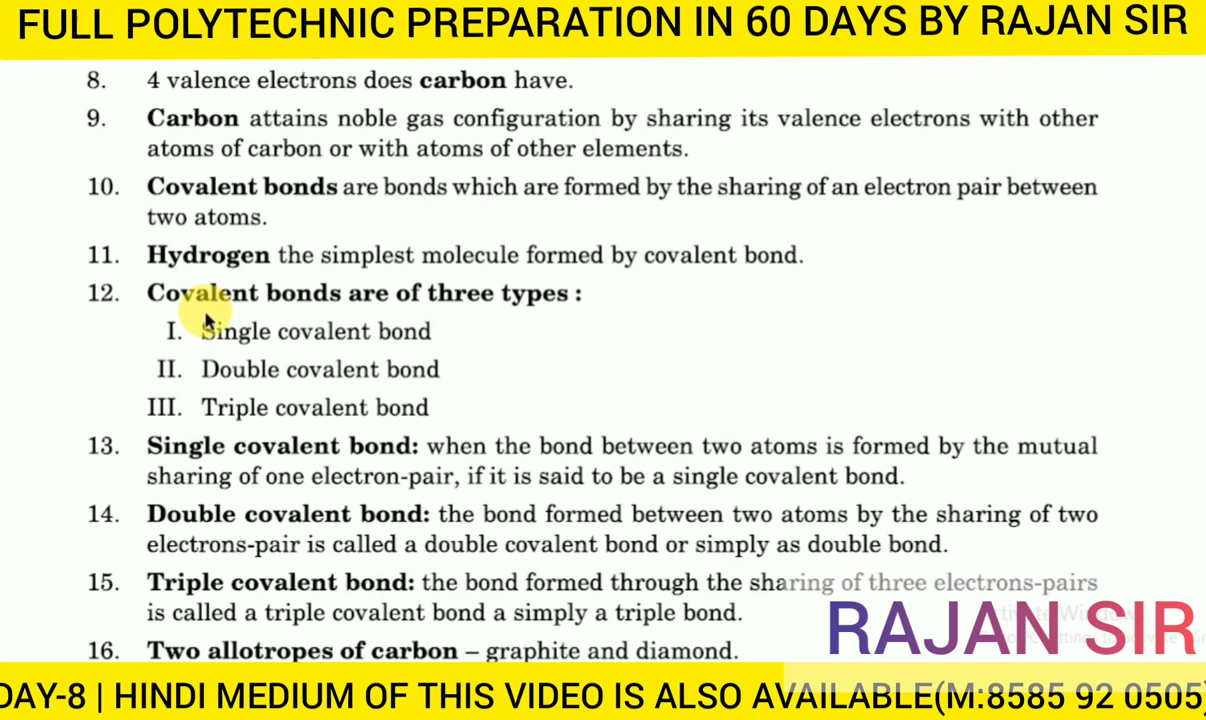 FULL POLYTECHNIC PREPARATION IN 60 DAYS BY RAJAN SIR
8. 4 valence electrons does carbon have.
9. Carbon attains noble gas configuration by sharing its valence electrons with other
atoms of carbon or with atoms of other elements.
10. Covalent bonds are bonds which are formed by the sharing of an electron pair between
two atoms.
11. Hydrogen the simplest molecule formed by covalent bond.
12. Covalent bonds are of three types :
I. Single covalent bond
II. Double covalent bond
III. Triple covalent bond
13. Single covalent bond: when the bond between two atoms is formed by the mutual
sharing of one electron-pair, if it is said to be a single covalent bond.
14. Double covalent bond: the bond formed between two atoms by the sharing of two
electrons-pair is called a double covalent bond or simply as double bond.
15. Triple covalent bond: the bond formed through the sharing of three electrons-pairs
is called a triple covalent bond a simply a triple bond.
RAJAN SIR
16. Two allotropes of carbon – graphite and diamond.
DAY-8 | HINDI MEDIUM OF THIS VIDEO IS ALSO AVAILABLE(M:8585 92 0505)